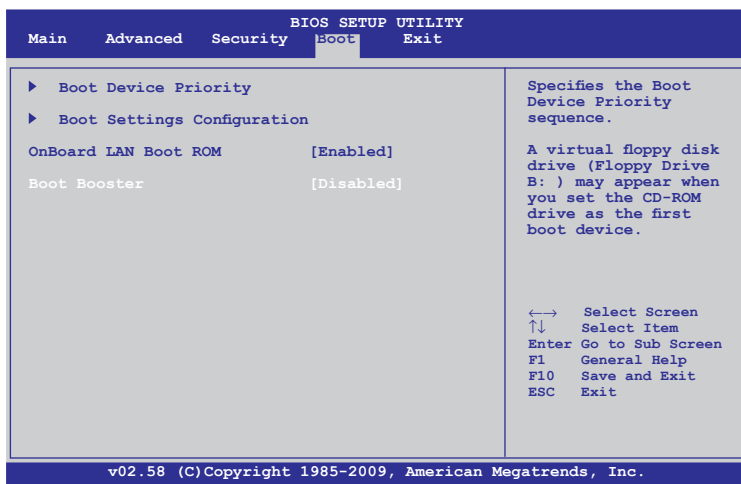 BIOS SETUP UTILITY
Main Advanced Security Boot Exit
Boot Device Priority
Boot Settings Configuration
OnBoard LAN Boot ROM [Enabled]
Boot Booster [Disabled]
Specifies the Boot
Device Priority
sequence.
A virtual floppy disk
drive (Floppy Drive
B: ) may appear when
you set the CD-ROM
drive as the first
boot device.
←→ Select Screen
↑↓ Select Item
Enter Go to Sub Screen
F1 General Help
F10 Save and Exit
ESC Exit
v02.58 (C)Copyright 1985-2009, American Megatrends, Inc.